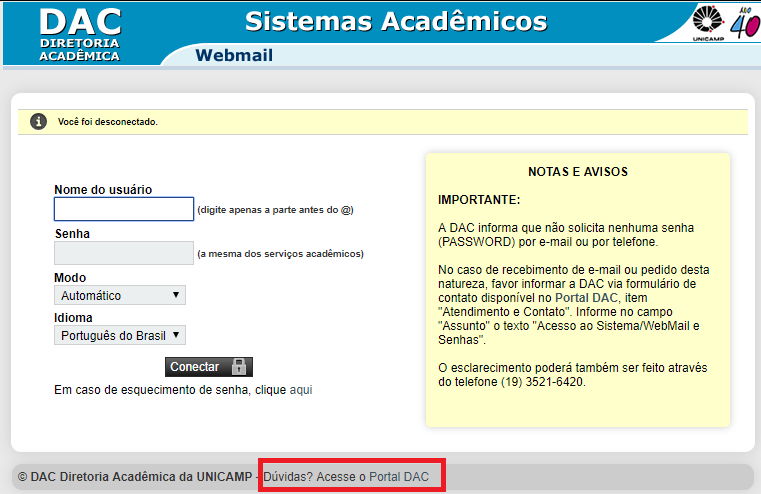 DAC
DIRETORIA
ACADÊMICA
Sistemas Acadêmicos
UNICAMP
ANO
40
Webmail
Você foi desconectado.
Nome do usuário
(digite apenas a parte antes do @)
Senha
(a mesma dos serviços acadêmicos)
Modo
Automático
Idioma
Português do Brasil
Conectar
Em caso de esquecimento de senha, clique aqui
NOTAS E AVISOS
IMPORTANTE:
A DAC informa que não solicita nenhuma senha
(PASSWORD) por e-mail ou por telefone.
No caso de recebimento de e-mail ou pedido desta
natureza, favor informar a DAC via formulário de
contato disponível no Portal DAC, item
"Atendimento e Contato". Informe no campo
"Assunto" o texto "Acesso ao Sistema/WebMail e
Senhas".
O esclarecimento poderá também ser feito através
do telefone (19) 3521-6420.
© DAC Diretoria Acadêmica da UNICAMP - Dúvidas? Acesse o Portal DAC